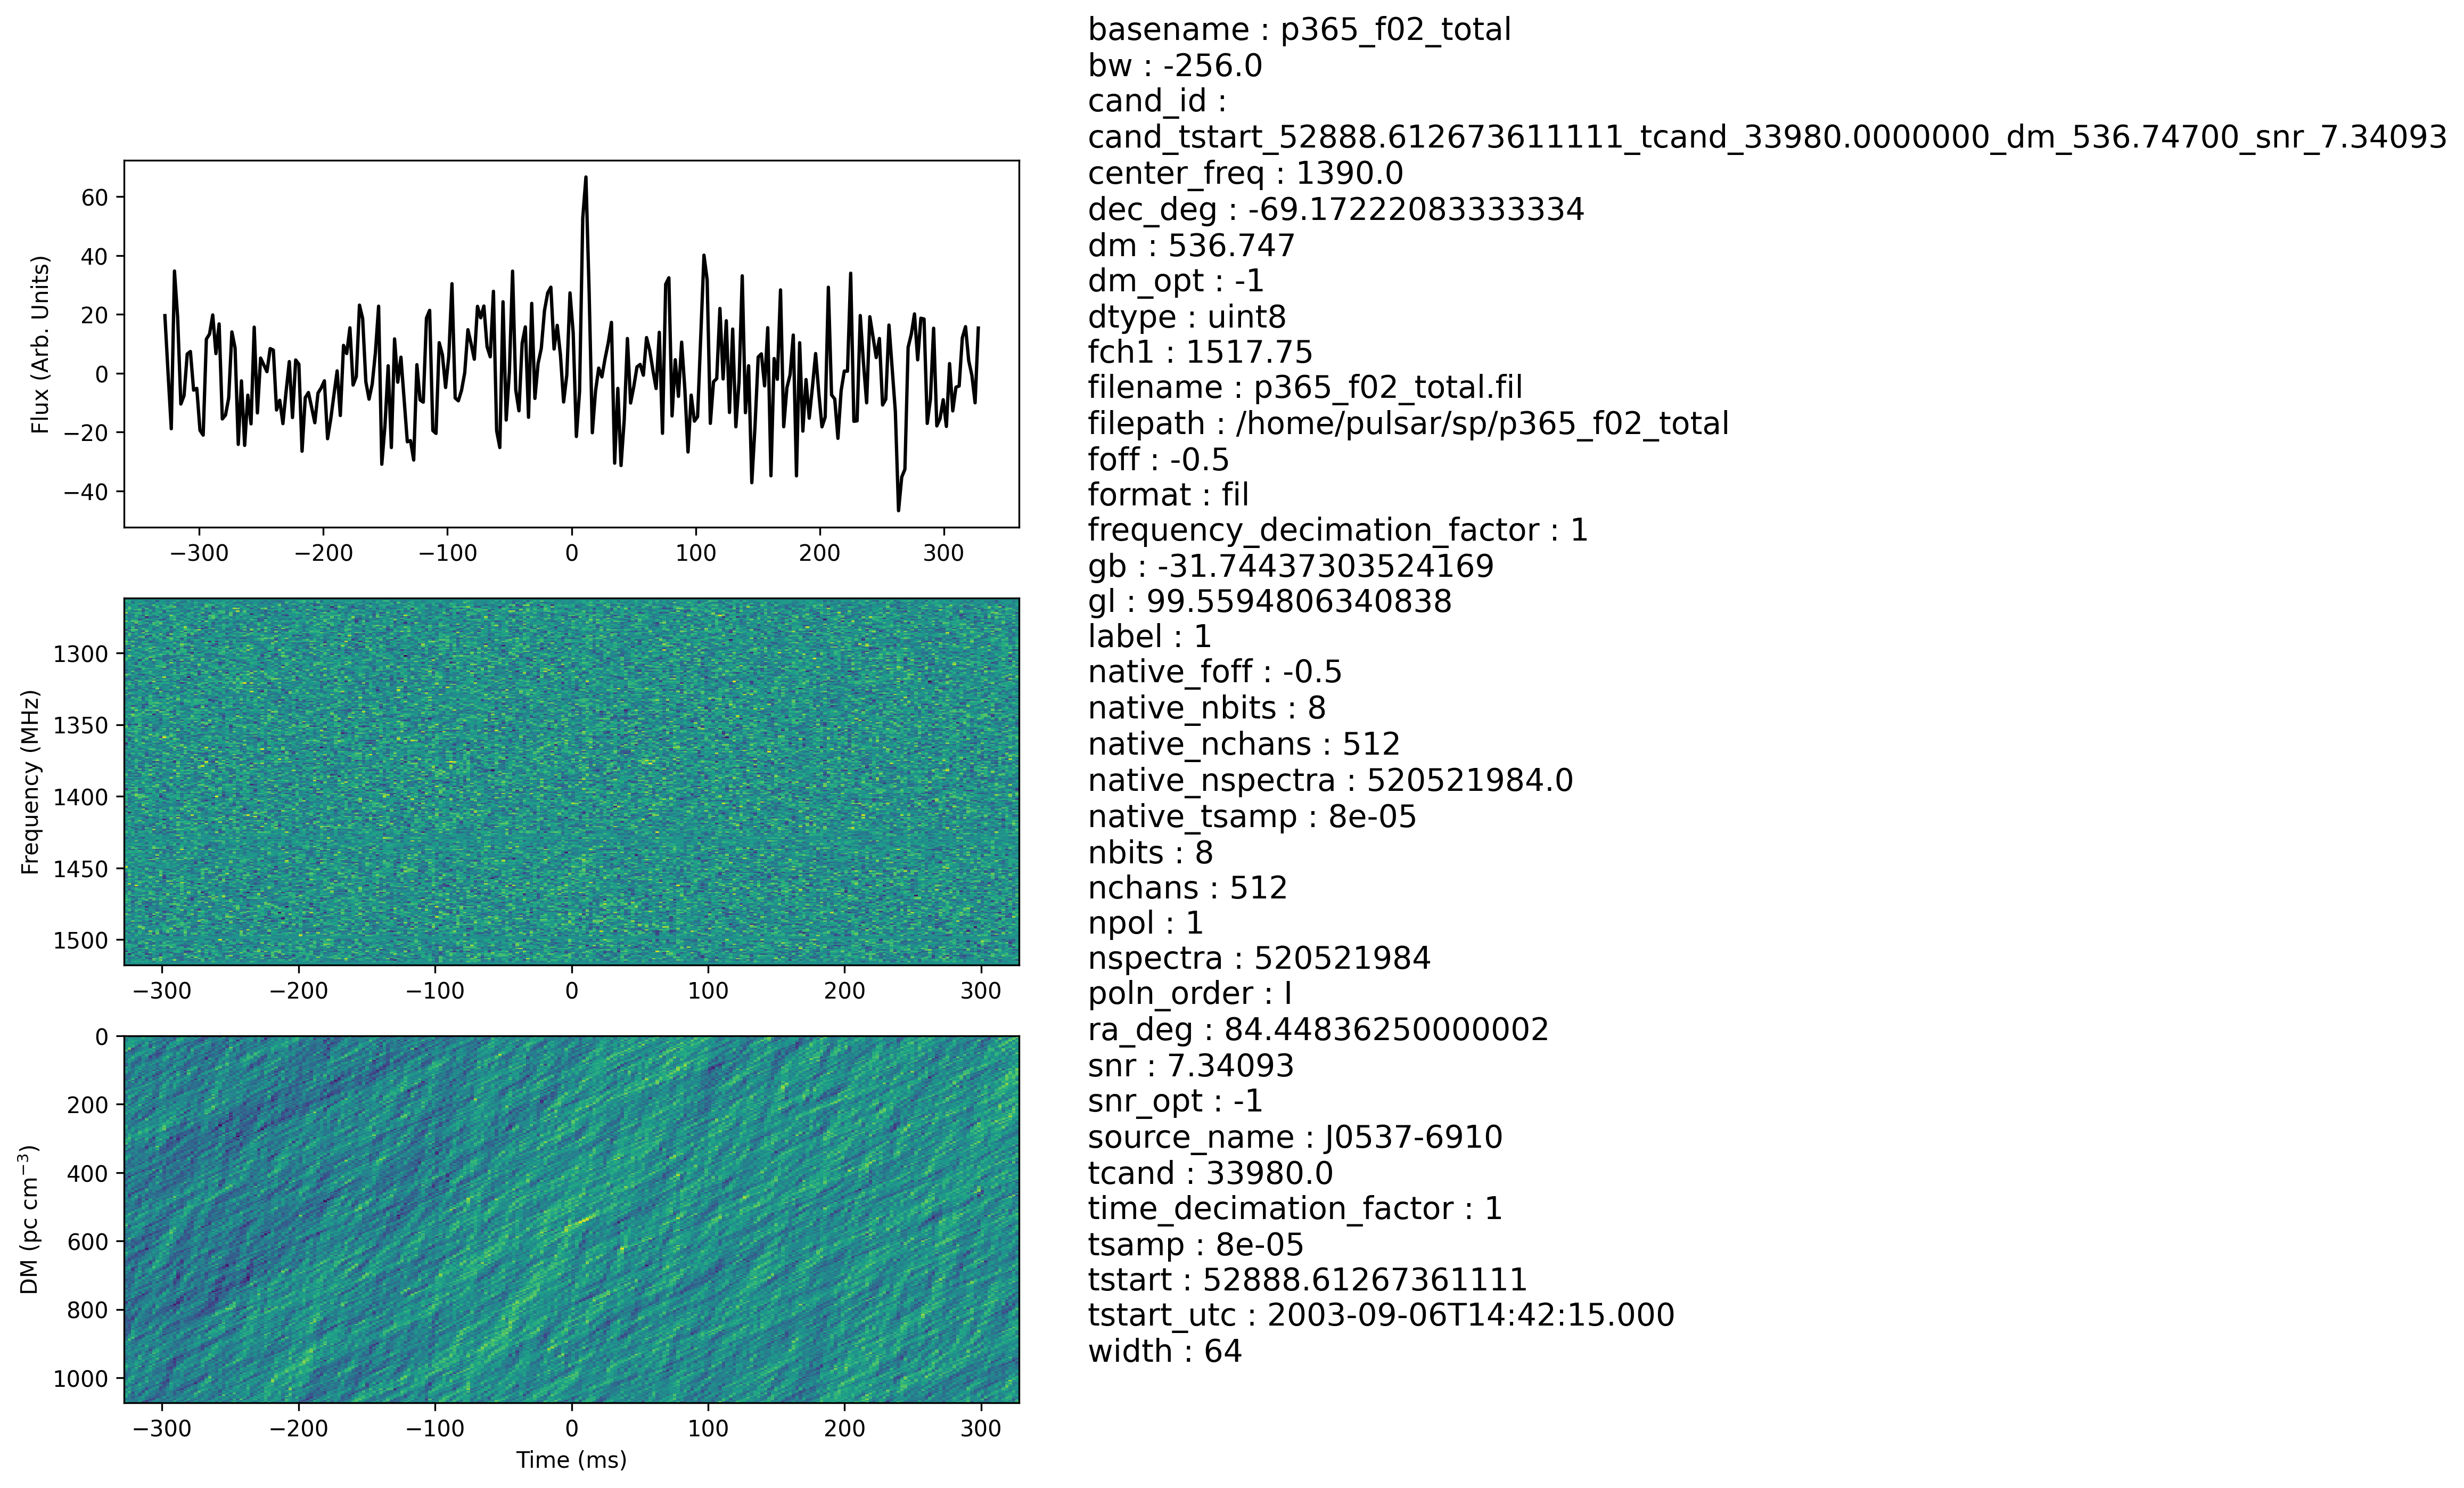 basename : p365_f02_total
bw : -256.0
cand_id :
cand_tstart_52888.612673611111_tcand_33980.0000000_dm_536.74700_snr_7.34093
center_freq : 1390.0
dec_deg : -69.17222083333334
dm : 536.747
dm_opt : -1
dtype : uint8
fch1 : 1517.75
filename : p365_f02_total.fil
filepath : /home/pulsar/sp/p365_f02_total
foff : -0.5
format : fil
frequency_decimation_factor : 1
gb : -31.74437303524169
gl : 99.5594806340838
label : 1
native_foff : -0.5
native_nbits : 8
native_nchans : 512
native_nspectra : 520521984.0
native_tsamp : 8e-05
nbits : 8
nchans : 512
npol : 1
nspectra : 520521984
poln_order : I
ra_deg : 84.44836250000002
snr : 7.34093
snr_opt : -1
source_name : J0537-6910
tcand : 33980.0
time_decimation_factor : 1
tsamp : 8e-05
tstart : 52888.61267361111
tstart_utc : 2003-09-06T14:42:15.000
width : 64
Flux (Arb. Units)
60
40
20
0
−20
−40
−300 −200 −100 0 100 200 300
Frequency (MHz)
1300
1350
1400
1450
1500
−300 −200 −100 0 100 200 300
DM (pc cm⁻³)
0
200
400
600
800
1000
−300 −200 −100 0 100 200 300
Time (ms)